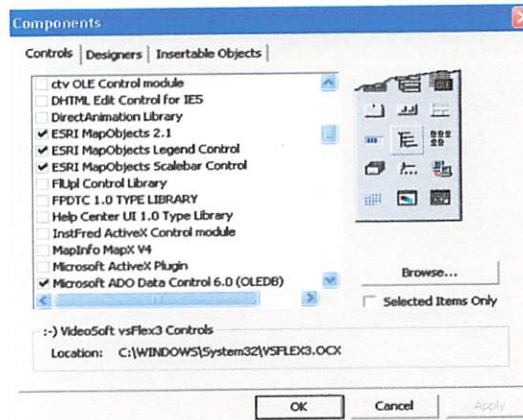 Components
Controls | Designers | Insertable Objects
ctv OLE Control module
DHTML Edit Control for IE5
DirectAnimation Library
ESRI MapObjects 2.1
ESRI MapObjects Legend Control
ESRI MapObjects Scalebar Control
FlUpl Control Library
FPDTC 1.0 TYPE LIBRARY
Help Center UI 1.0 Type Library
InstFred ActiveX Control module
MapInfo MapX V4
Microsoft ActiveX Plugin
Microsoft ADO Data Control 6.0 (OLEDB)
Browse...
Selected Items Only
:-) VideoSoft vsFlex3 Controls
Location: C:\WINDOWS\System32\VSFLEX3.OCX
OK Cancel Apply